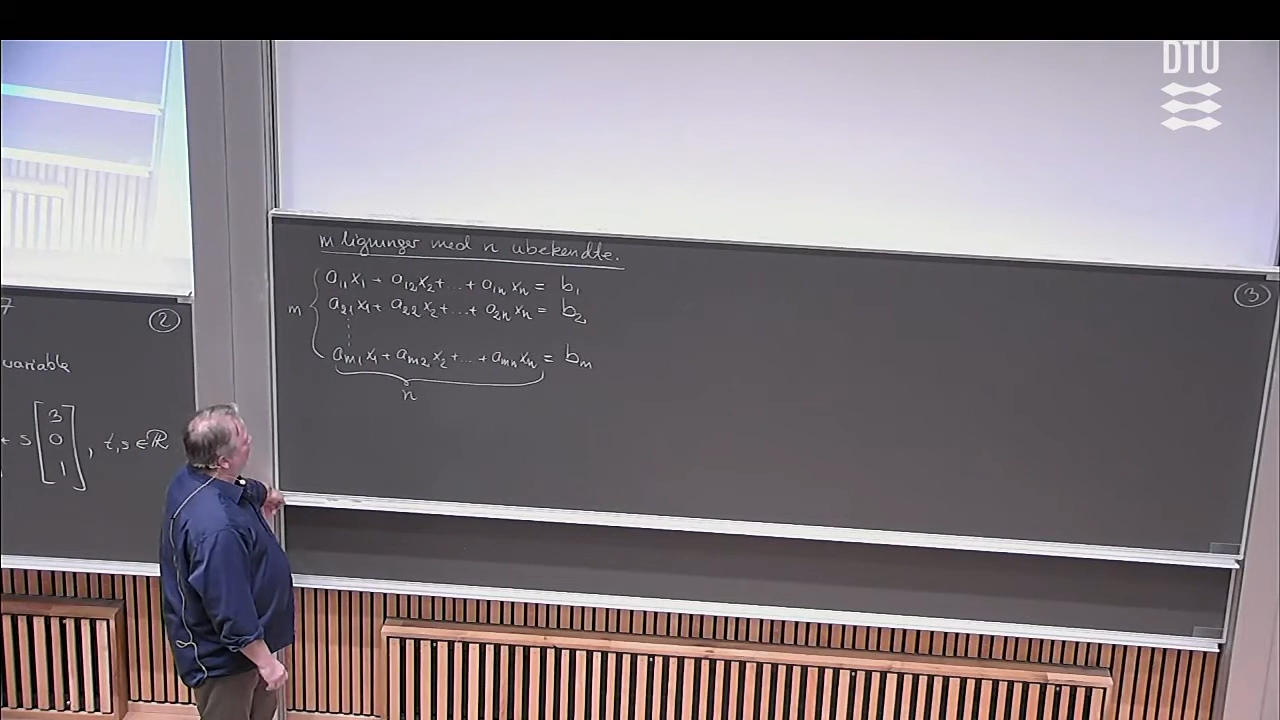 DTU
m ligninger med n ubekendte.
a₁₁x₁ + a₁₂x₂ + ... + a₁ₙxₙ = b₁
a₂₁x₁ + a₂₂x₂ + ... + a₂ₙxₙ = b₂
m
aₘ₁x₁ + aₘ₂x₂ + ... + aₘₙxₙ = bₘ
n
③
7
②
variable
+ s [3 0 1], t,s ∈ ℝ